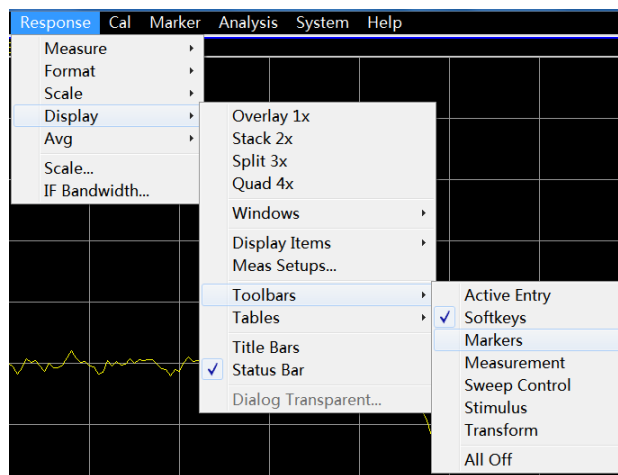 Response Cal Marker Analysis System Help
Measure
Format
Scale
Display
Avg
Scale...
IF Bandwidth...
Overlay 1x
Stack 2x
Split 3x
Quad 4x
Windows
Display Items
Meas Setups...
Toolbars
Tables
Title Bars
Status Bar
Dialog Transparent...
Active Entry
Softkeys
Markers
Measurement
Sweep Control
Stimulus
Transform
All Off